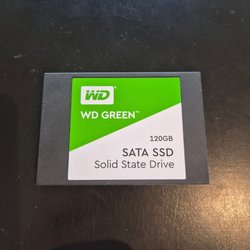 WD
WD GREEN™
120GB
SATA SSD
Solid State Drive